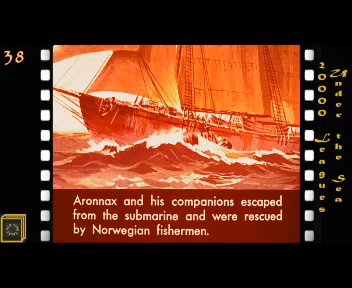 38
Aronnax and his companions escaped
from the submarine and were rescued
by Norwegian fishermen.
2000 Leagues
Under the Sea